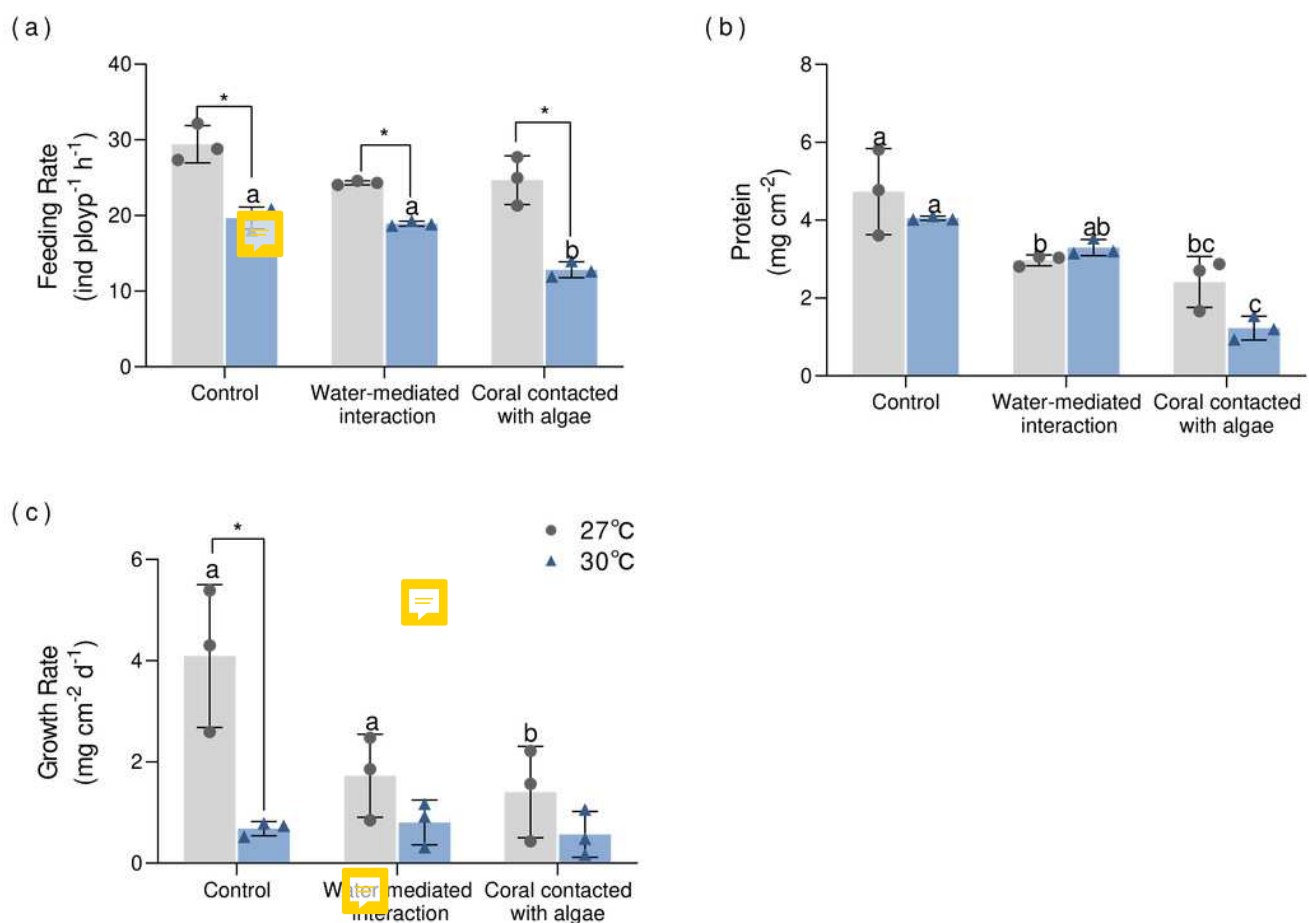 (a)
40
30
20
10
0
Feeding Rate
(ind ployp⁻¹ h⁻¹)
*
*
*
a
a
b
Control
Water-mediated
interaction
Coral contacted
with algae
(b)
8
6
4
2
0
Protein
(mg cm⁻²)
a
a
b
ab
bc
c
Control
Water-mediated
interaction
Coral contacted
with algae
(c)
6
4
2
0
Growth Rate
(mg cm⁻² d⁻¹)
*
a
a
b
27°C
30°C
Control
Water-mediated
interaction
Coral contacted
with algae